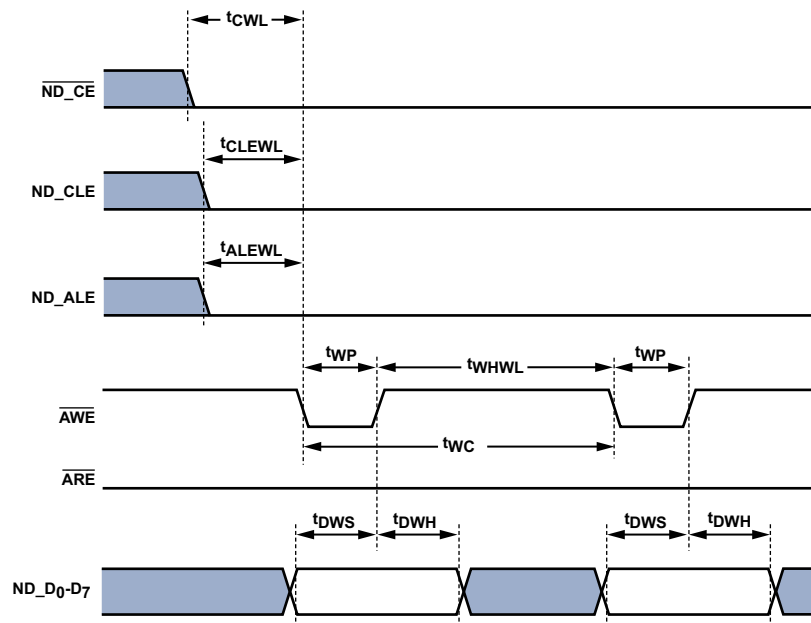 tCWL
ND_CE
tCLEWL
ND_CLE
tALEWL
ND_ALE
tWP tWHWL tWP
AWE
tWC
ARE
tDWS tDWH tDWS tDWH
ND_D0-D7